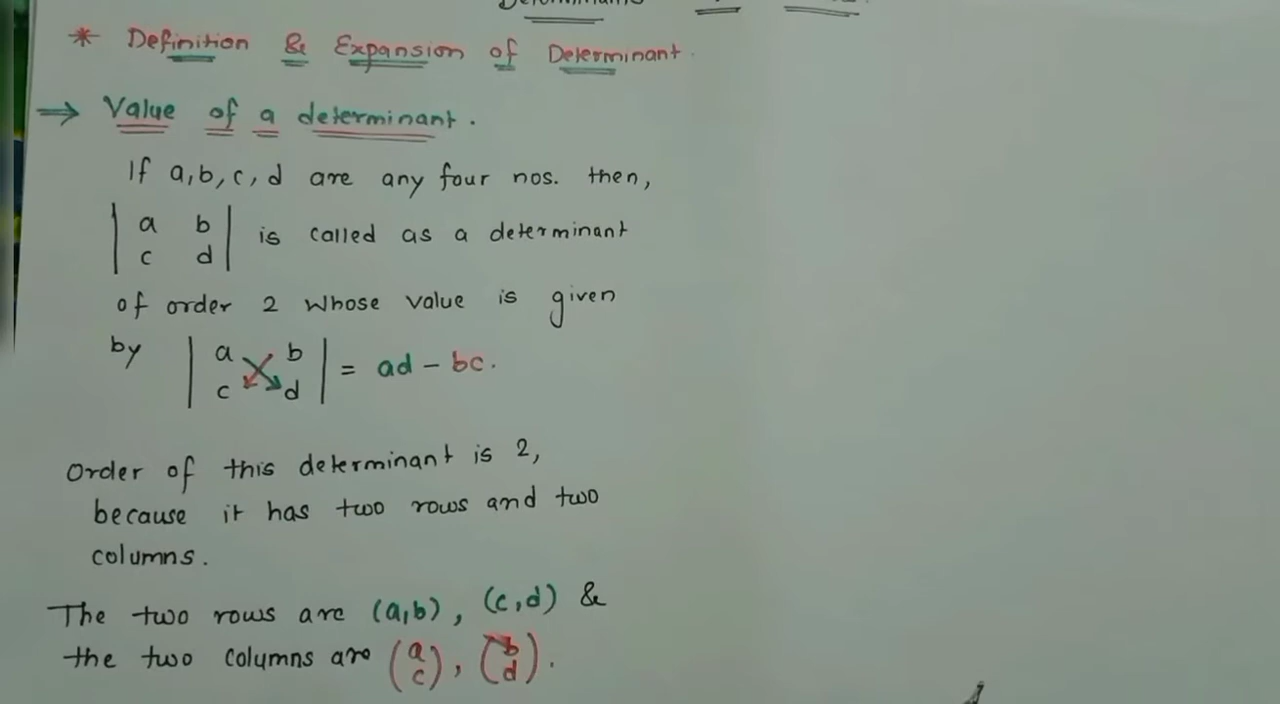 * Definition & Expansion of Determinant.
⇒ Value of a determinant.
If a,b,c,d are any four nos. then,
| a b |
| c d | is called as a determinant
of order 2 whose value is given
by | a b |
| c d | = ad - bc.
Order of this determinant is 2,
because it has two rows and two
columns.
The two rows are (a,b), (c,d) &
the two columns are (a c), (b d).